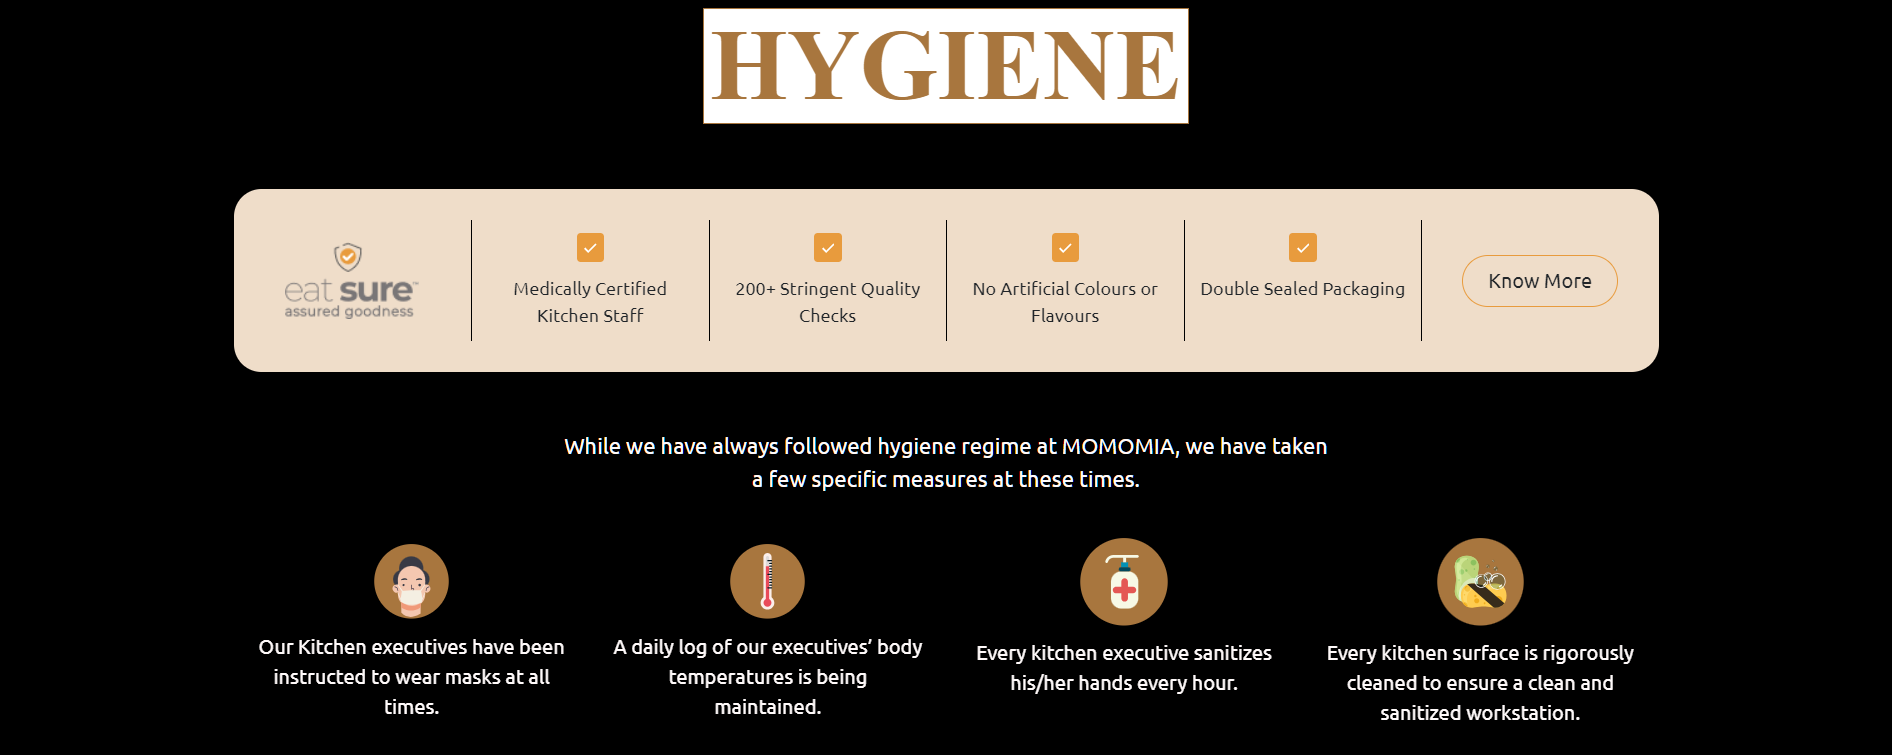 HYGIENE
eat sure™
assured goodness
Medically Certified
Kitchen Staff
200+ Stringent Quality
Checks
No Artificial Colours or
Flavours
Double Sealed Packaging
Know More
While we have always followed hygiene regime at MOMOMIA, we have taken
a few specific measures at these times.
Our Kitchen executives have been
instructed to wear masks at all
times.
A daily log of our executives’ body
temperatures is being
maintained.
Every kitchen executive sanitizes
his/her hands every hour.
Every kitchen surface is rigorously
cleaned to ensure a clean and
sanitized workstation.